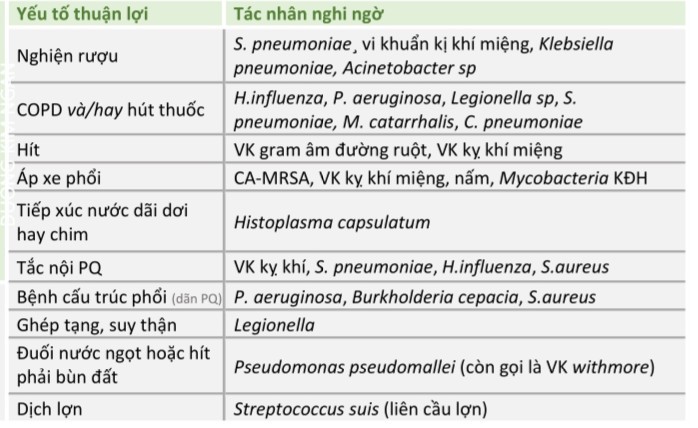 Yếu tố thuận lợi Tác nhân nghi ngờ
Nghiện rượu
S. pneumoniae, vi khuẩn kị khí miệng, Klebsiella
pneumoniae, Acinetobacter sp
COPD và/hay hút thuốc
H.influenza, P. aeruginosa, Legionella sp, S.
pneumoniae, M. catarrhalis, C. pneumoniae
Hít VK gram âm đường ruột, VK kỵ khí miệng
Áp xe phổi CA-MRSA, VK kỵ khí miệng, nấm, Mycobacteria KĐH
Tiếp xúc nước dãi dơi
hay chim
Histoplasma capsulatum
Tắc nội PQ VK kỵ khí, S. pneumoniae, H.influenza, S.aureus
Bệnh cấu trúc phổi (dãn PQ) P. aeruginosa, Burkholderia cepacia, S.aureus
Ghép tạng, suy thận Legionella
Đuối nước ngọt hoặc hít
phải bùn đất
Pseudomonas pseudomallei (còn gọi là VK withmore)
Dịch lợn Streptococcus suis (liên cầu lợn)